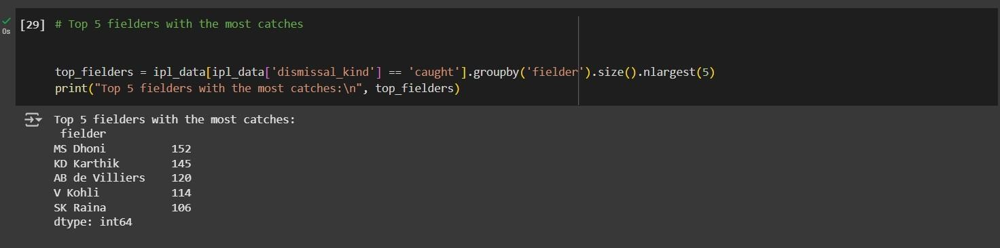 [29] # Top 5 fielders with the most catches
0s
top_fielders = ipl_data[ipl_data['dismissal_kind'] == 'caught'].groupby('fielder').size().nlargest(5)
print("Top 5 fielders with the most catches:\n", top_fielders)
Top 5 fielders with the most catches:
 fielder
MS Dhoni          152
KD Karthik        145
AB de Villiers    120
V Kohli           114
SK Raina          106
dtype: int64